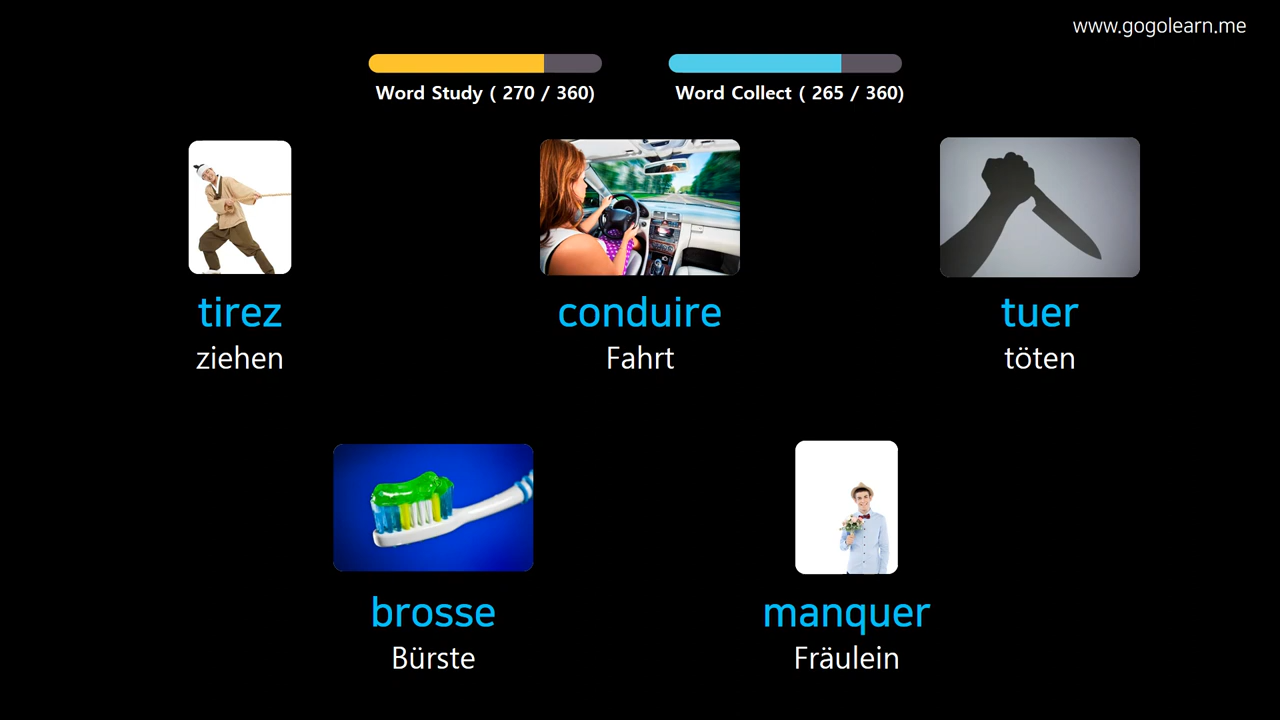 www.gogolearn.me
Word Study ( 270 / 360)
Word Collect ( 265 / 360)
tirez
ziehen
conduire
Fahrt
tuer
töten
brosse
Bürste
manquer
Fräulein